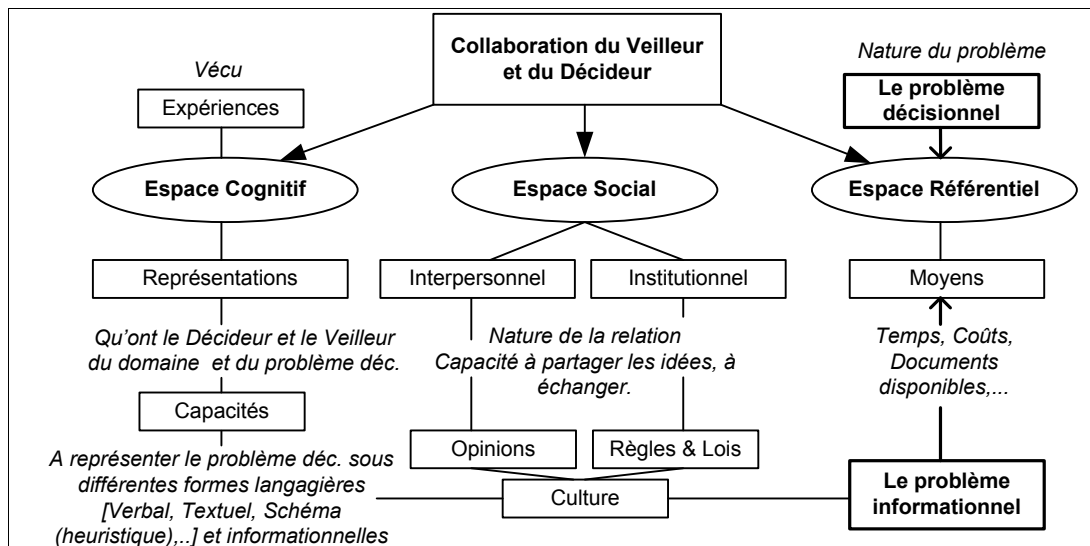 Collaboration du Veilleur
et du Décideur
Nature du problème
Vécu
Le problème
décisionnel
Expériences
Espace Cognitif
Espace Social
Espace Référentiel
Représentations
Interpersonnel
Institutionnel
Moyens
Qu'ont le Décideur et le Veilleur
du domaine et du problème déc.
Nature de la relation
Capacité à partager les idées, à
échanger.
Temps, Coûts,
Documents
disponibles,...
Capacités
Opinions
Règles & Lois
A représenter le problème déc. sous
différentes formes langagières
[Verbal, Textuel, Schéma
(heuristique),..] et informationnelles
Culture
Le problème
informationnel